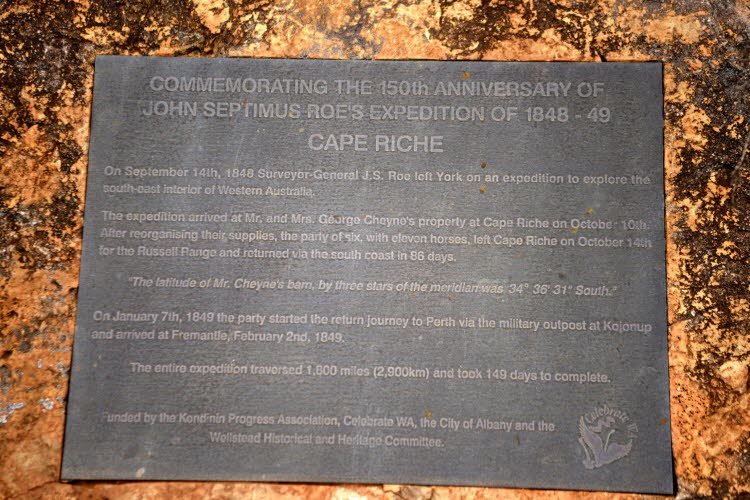 COMMEMORATING THE 150th ANNIVERSARY OF
JOHN SEPTIMUS ROE'S EXPEDITION OF 1848 - 49
CAPE RICHE
On September 14th, 1848 Surveyor-General J.S. Roe left York on an expedition to explore the
south-east interior of Western Australia.
The expedition arrived at Mr. and Mrs. George Cheyne's property at Cape Riche on October 10th.
After reorganising their supplies, the party of six, with eleven horses, left Cape Riche on October 14th
for the Russell Range and returned via the south coast in 86 days.
"The latitude of Mr. Cheyne's barn, by three stars of the meridian was 34° 36' 31" South."
On January 7th, 1849 the party started the return journey to Perth via the military outpost at Kojonup
and arrived at Fremantle, February 2nd, 1849.
The entire expedition traversed 1,800 miles (2,900km) and took 149 days to complete.
Funded by the Kondinin Progress Association, Celebrate WA, the City of Albany and the
Wellstead Historical and Heritage Committee.
Celebrate WA